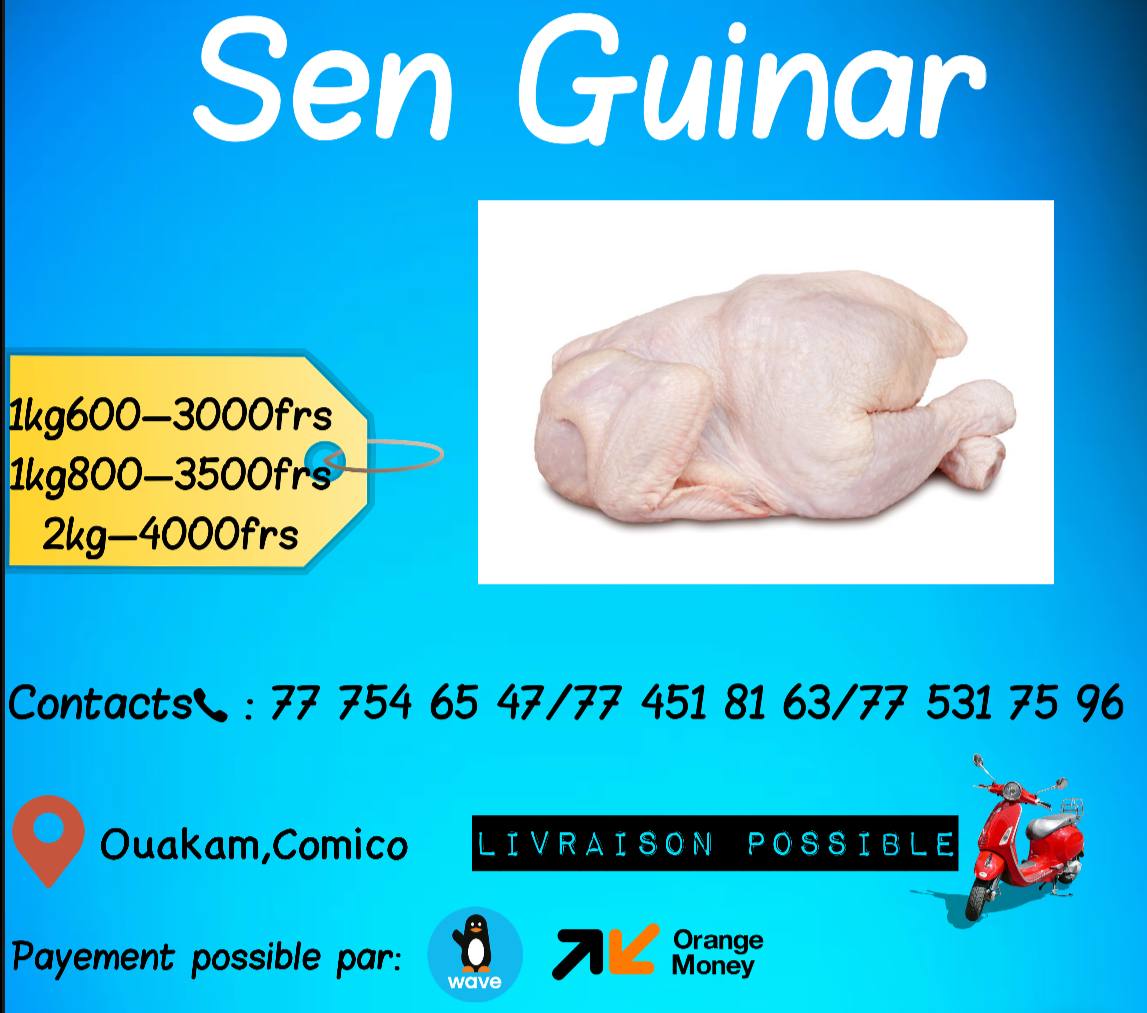 Sen Guinar
1kg600-3000frs
1kg800-3500frs
2kg-4000frs
Contacts : 77 754 65 47/77 451 81 63/77 531 75 96
Ouakam,Comico
LIVRAISON POSSIBLE
Payement possible par:
wave
Orange
Money